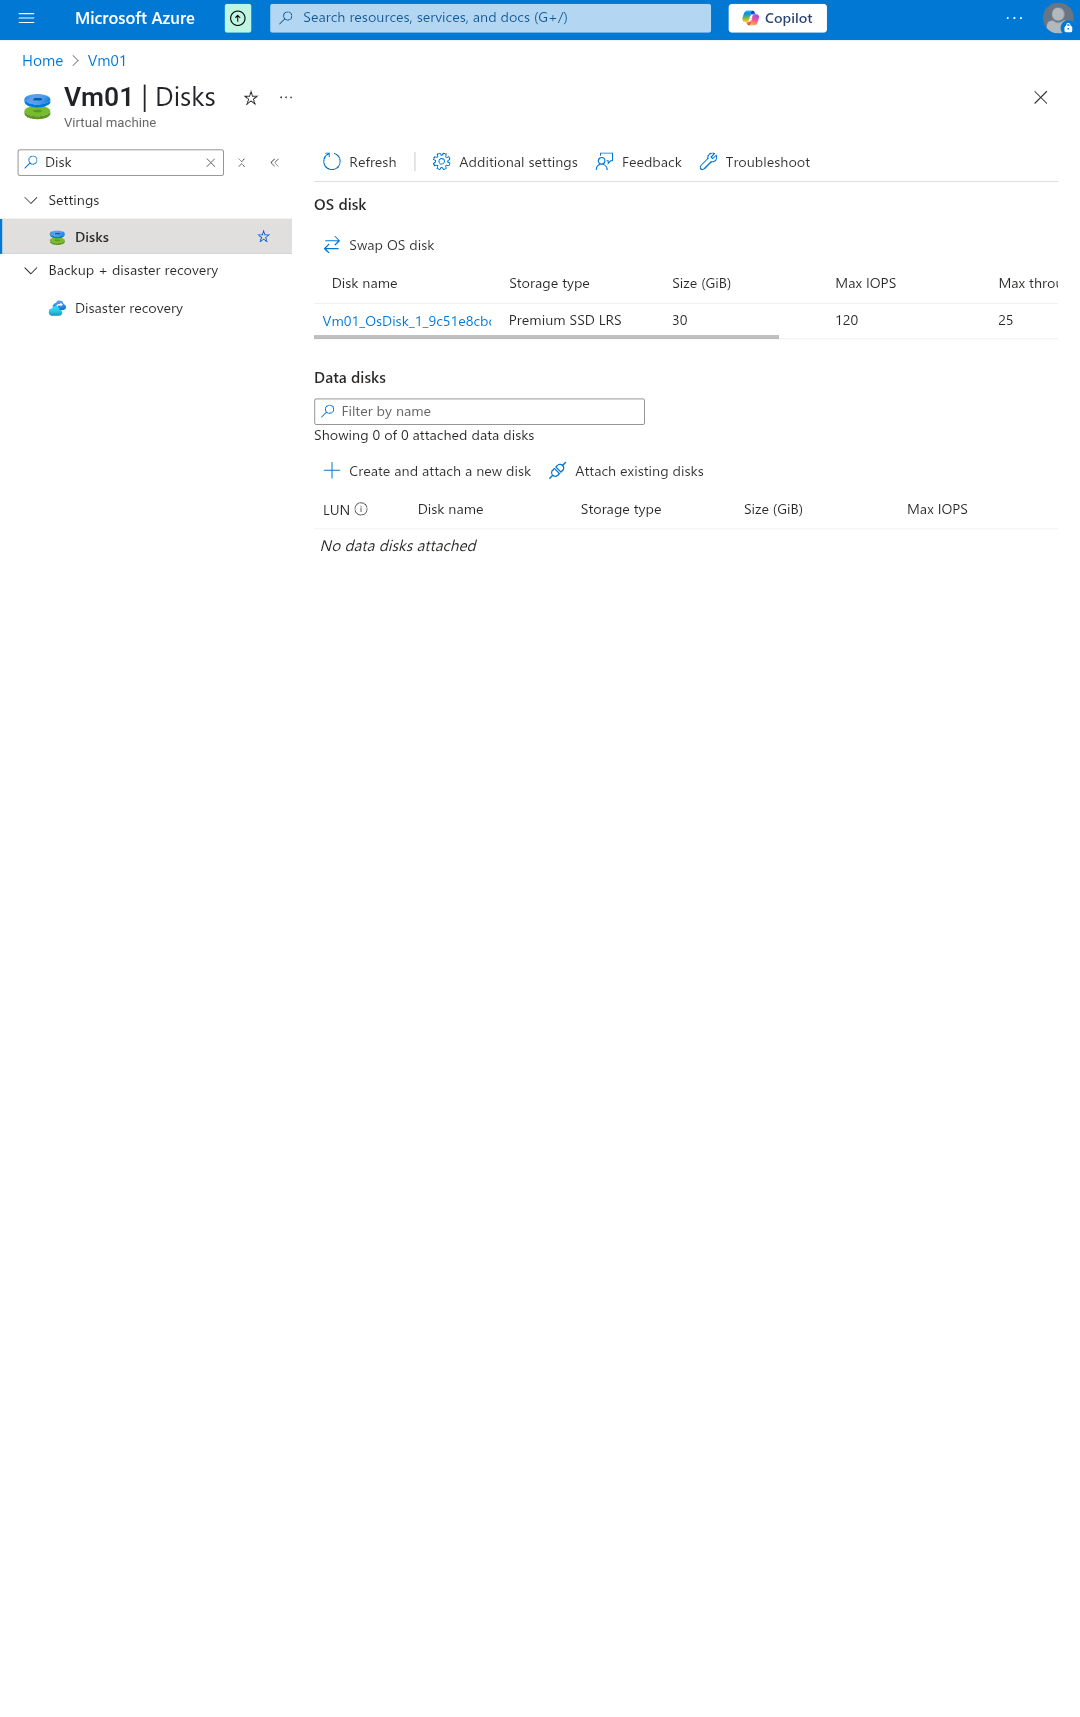 Microsoft Azure
Search resources, services, and docs (G+/)
Copilot
Home > Vm01
Vm01 | Disks
Virtual machine
Disk
Settings
Disks
Backup + disaster recovery
Disaster recovery
Refresh
Additional settings
Feedback
Troubleshoot
OS disk
Swap OS disk
Disk name Storage type Size (GiB) Max IOPS Max throu
Vm01_OsDisk_1_9c51e8cb Premium SSD LRS 30 120 25
Data disks
Filter by name
Showing 0 of 0 attached data disks
Create and attach a new disk
Attach existing disks
LUN Disk name Storage type Size (GiB) Max IOPS
No data disks attached